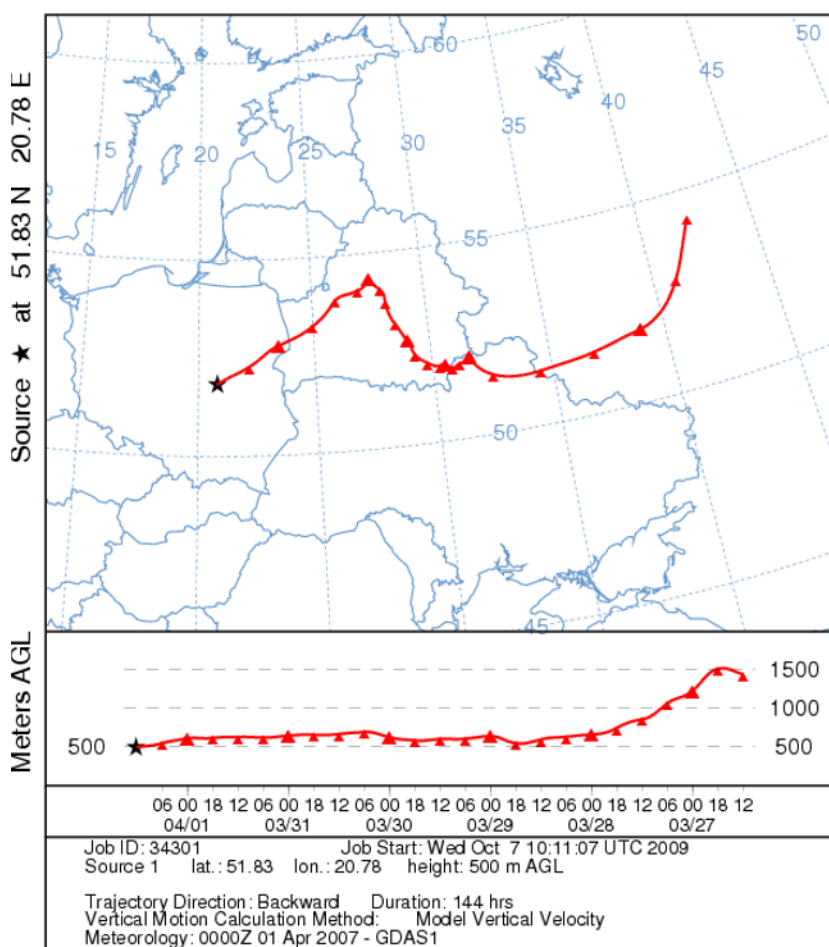 Source ★ at 51.83 N 20.78 E
60
50
45
40
35
30
15
20
25
55
50
45
Meters AGL
1500
1000
500
500
06 00 18 12 06 00 18 12 06 00 18 12 06 00 18 12 06 00 18 12 06 00 18 12
04/01 03/31 03/30 03/29 03/28 03/27
Job ID: 34301 Job Start: Wed Oct 7 10:11:07 UTC 2009
Source 1 lat.: 51.83 lon.: 20.78 height: 500 m AGL
Trajectory Direction: Backward Duration: 144 hrs
Vertical Motion Calculation Method: Model Vertical Velocity
Meteorology: 0000Z 01 Apr 2007 - GDAS1